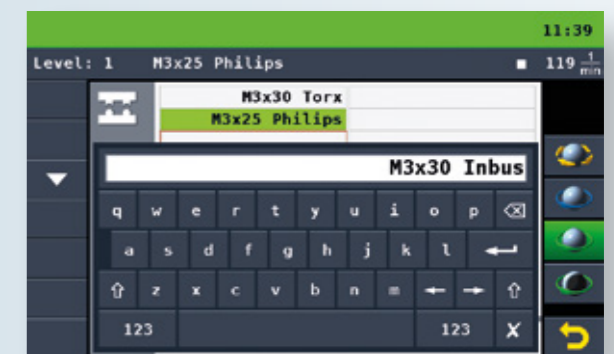 11:39
Level: 1 M3x25 Philips 119 1/min
M3x30 Torx
M3x25 Philips
M3x30 Inbus
q w e r t y u i o p
a s d f g h j k l
z x c v b n m
123 123 X